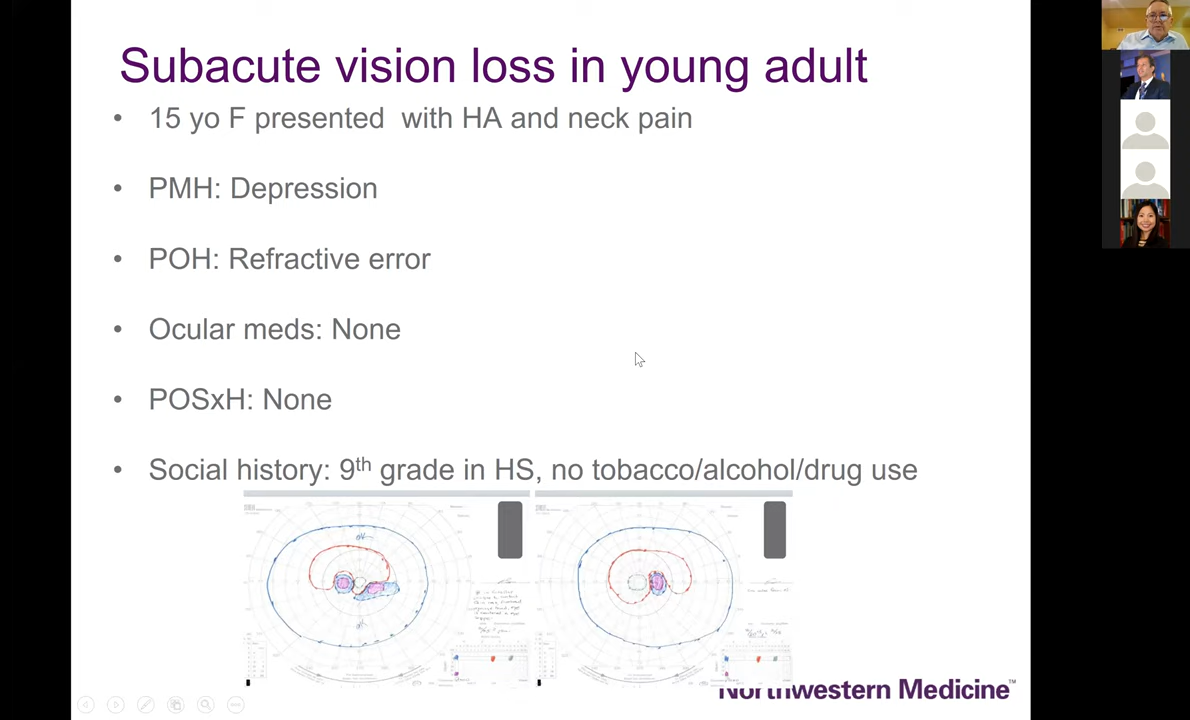 Subacute vision loss in young adult
• 15 yo F presented with HA and neck pain
• PMH: Depression
• POH: Refractive error
• Ocular meds: None
• POSxH: None
• Social history: 9th grade in HS, no tobacco/alcohol/drug use
Northwestern Medicine™